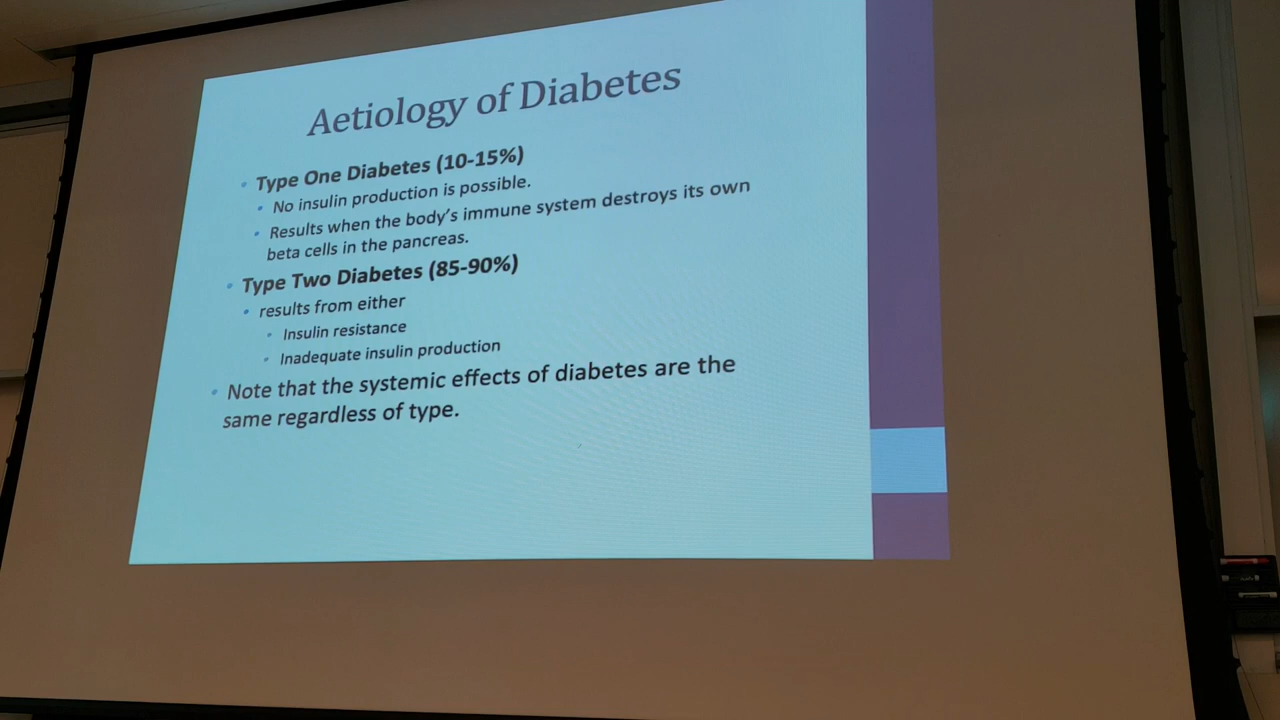 Aetiology of Diabetes
• Type One Diabetes (10-15%)
• No insulin production is possible.
• Results when the body's immune system destroys its own
beta cells in the pancreas.
• Type Two Diabetes (85-90%)
• results from either
• Insulin resistance
• Inadequate insulin production
• Note that the systemic effects of diabetes are the
same regardless of type.